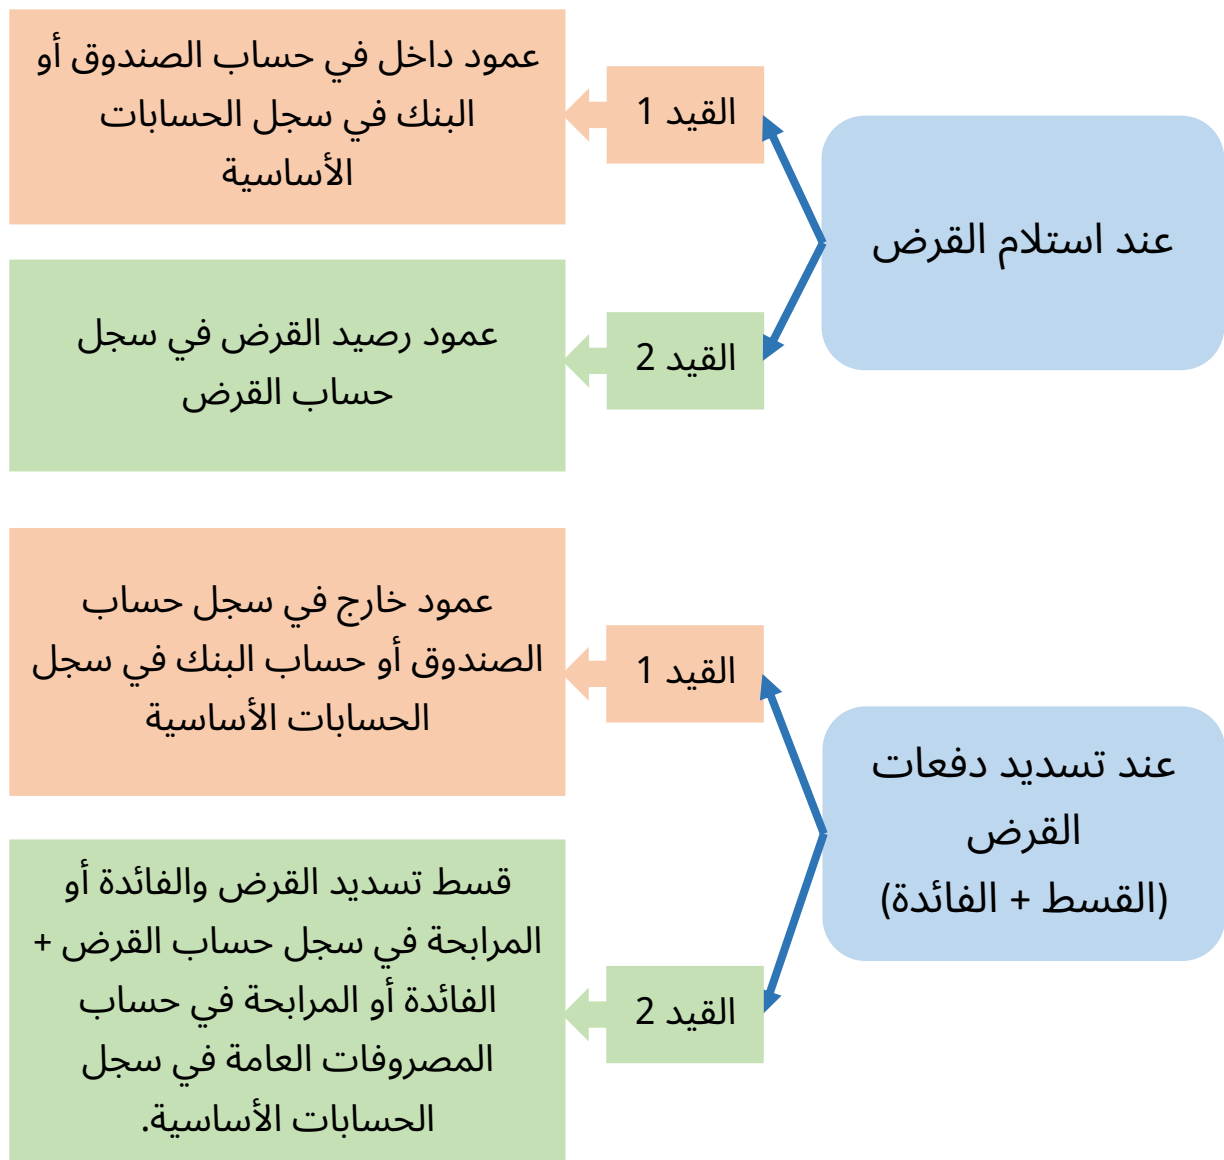 عند استلام القرض
القيد 1
عمود داخل في حساب الصندوق أو
البنك في سجل الحسابات
الأساسية
القيد 2
عمود رصيد القرض في سجل
حساب القرض
عند تسديد دفعات
القرض
(القسط + الفائدة)
القيد 1
عمود خارج في سجل حساب
الصندوق أو حساب البنك في سجل
الحسابات الأساسية
القيد 2
قسط تسديد القرض والفائدة أو
المرابحة في سجل حساب القرض +
الفائدة أو المرابحة في حساب
المصروفات العامة في سجل
الحسابات الأساسية.